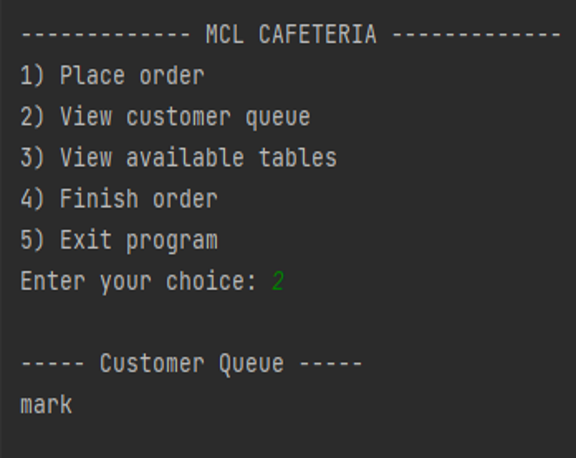 ------------- MCL CAFETERIA -------------
1) Place order
2) View customer queue
3) View available tables
4) Finish order
5) Exit program
Enter your choice: 2
----- Customer Queue -----
mark